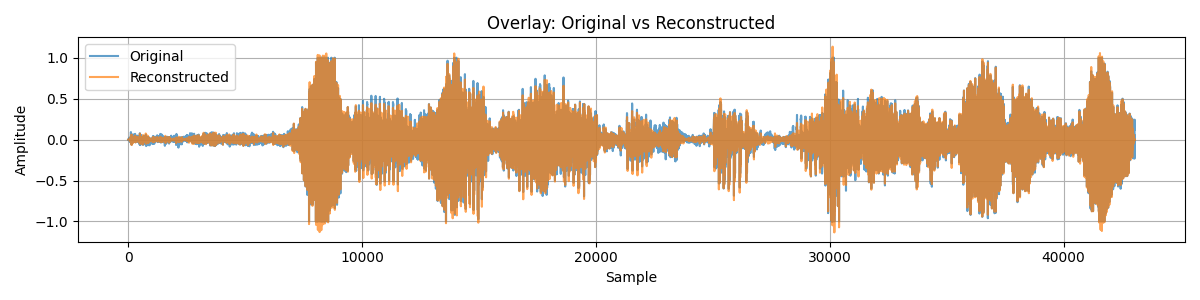 Overlay: Original vs Reconstructed
Original
Reconstructed
1.0
0.5
0.0
−0.5
−1.0
Amplitude
0 10000 20000 30000 40000
Sample